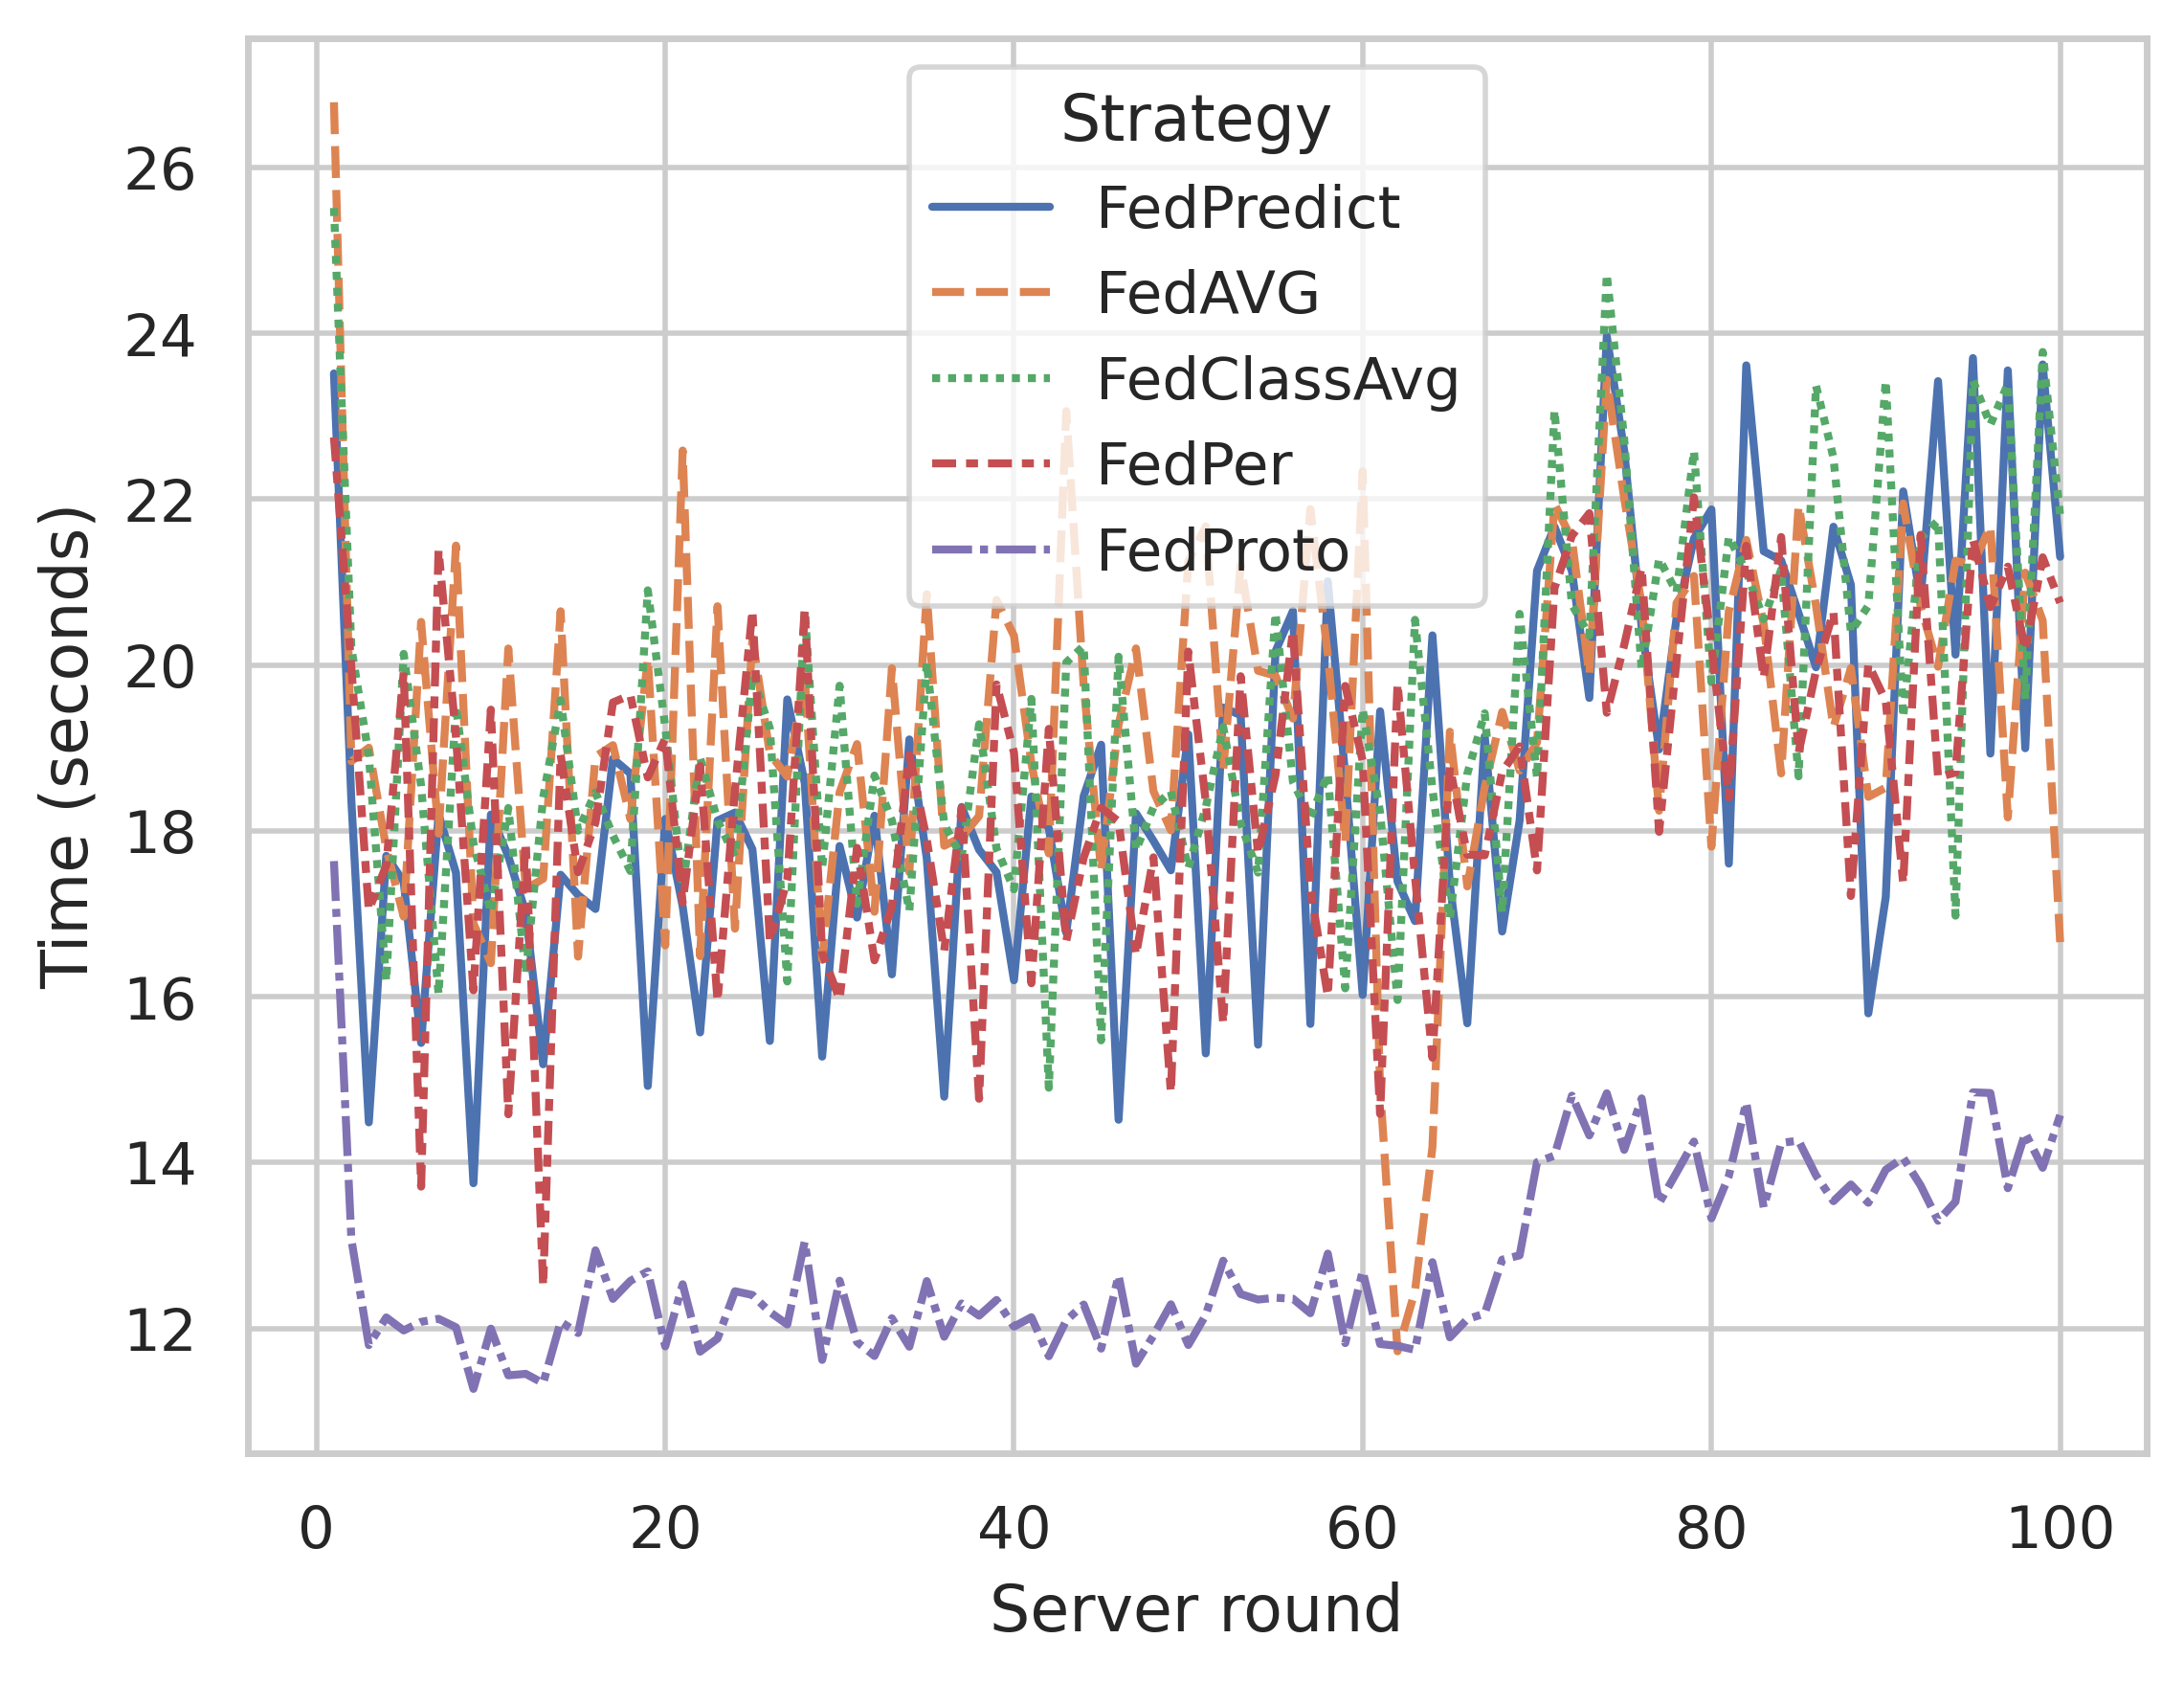 Strategy
FedPredict
FedAVG
FedClassAvg
FedPer
FedProto
Time (seconds)
26
24
22
20
18
16
14
12
0 20 40 60 80 100
Server round